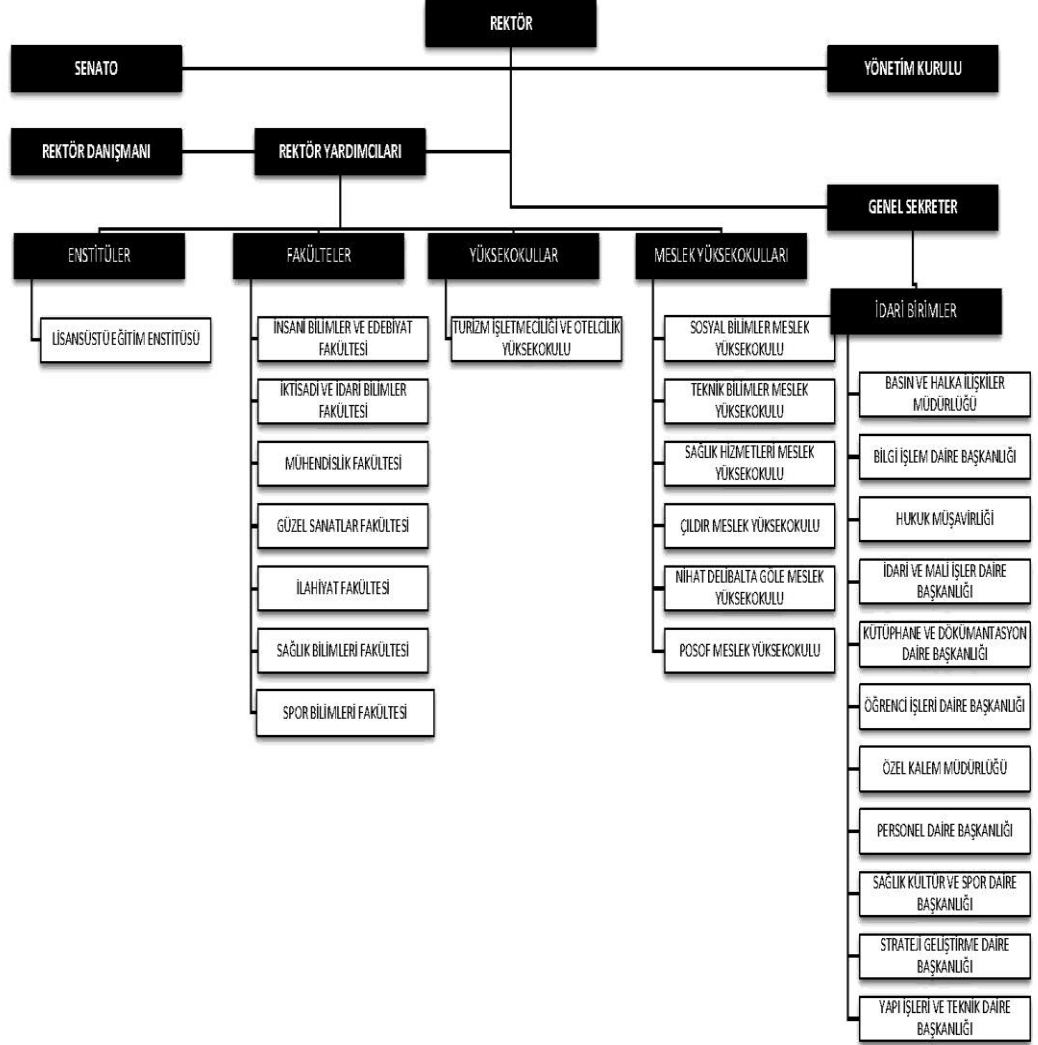 REKTÖR
SENATO
YÖNETİM KURULU
REKTÖR DANIŞMANI
REKTÖR YARDIMCILARI
GENEL SEKRETER
ENSTİTÜLER
LİSANSÜSTÜ EĞİTİM ENSTİTÜSÜ
FAKÜLTELER
İNSANİ BİLİMLER VE EDEBİYAT
FAKÜLTESİ
İKTİSADİ VE İDARİ BİLİMLER
FAKÜLTESİ
MÜHENDİSLİK FAKÜLTESİ
GÜZEL SANATLAR FAKÜLTESİ
İLAHİYAT FAKÜLTESİ
SAĞLIK BİLİMLERİ FAKÜLTESİ
SPOR BİLİMLERİ FAKÜLTESİ
YÜKSEKOKULLAR
TURİZM İŞLETMECİLİĞİ VE OTELCİLİK
YÜKSEKOKULU
MESLEK YÜKSEKOKULLARI
SOSYAL BİLİMLER MESLEK
YÜKSEKOKULU
TEKNİK BİLİMLER MESLEK
YÜKSEKOKULU
SAĞLIK HİZMETLERİ MESLEK
YÜKSEKOKULU
ÇILDIR MESLEK YÜKSEKOKULU
NİHAT DELİBALTA GÖLE MESLEK
YÜKSEKOKULU
POSOF MESLEK YÜKSEKOKULU
İDARİ BİRİMLER
BASIN VE HALKA İLİŞKİLER
MÜDÜRLÜĞÜ
BİLGİ İŞLEM DAİRE BAŞKANLIĞI
HUKUK MÜŞAVİRLİĞİ
İDARİ VE MALİ İŞLER DAİRE
BAŞKANLIĞI
KÜTÜPHANE VE DÖKÜMANTASYON
DAİRE BAŞKANLIĞI
ÖĞRENCİ İŞLERİ DAİRE BAŞKANLIĞI
ÖZEL KALEM MÜDÜRLÜĞÜ
PERSONEL DAİRE BAŞKANLIĞI
SAĞLIK KÜLTÜR VE SPOR DAİRE
BAŞKANLIĞI
STRATEJİ GELİŞTİRME DAİRE
BAŞKANLIĞI
YAPI İŞLERİ VE TEKNİK DAİRE
BAŞKANLIĞI